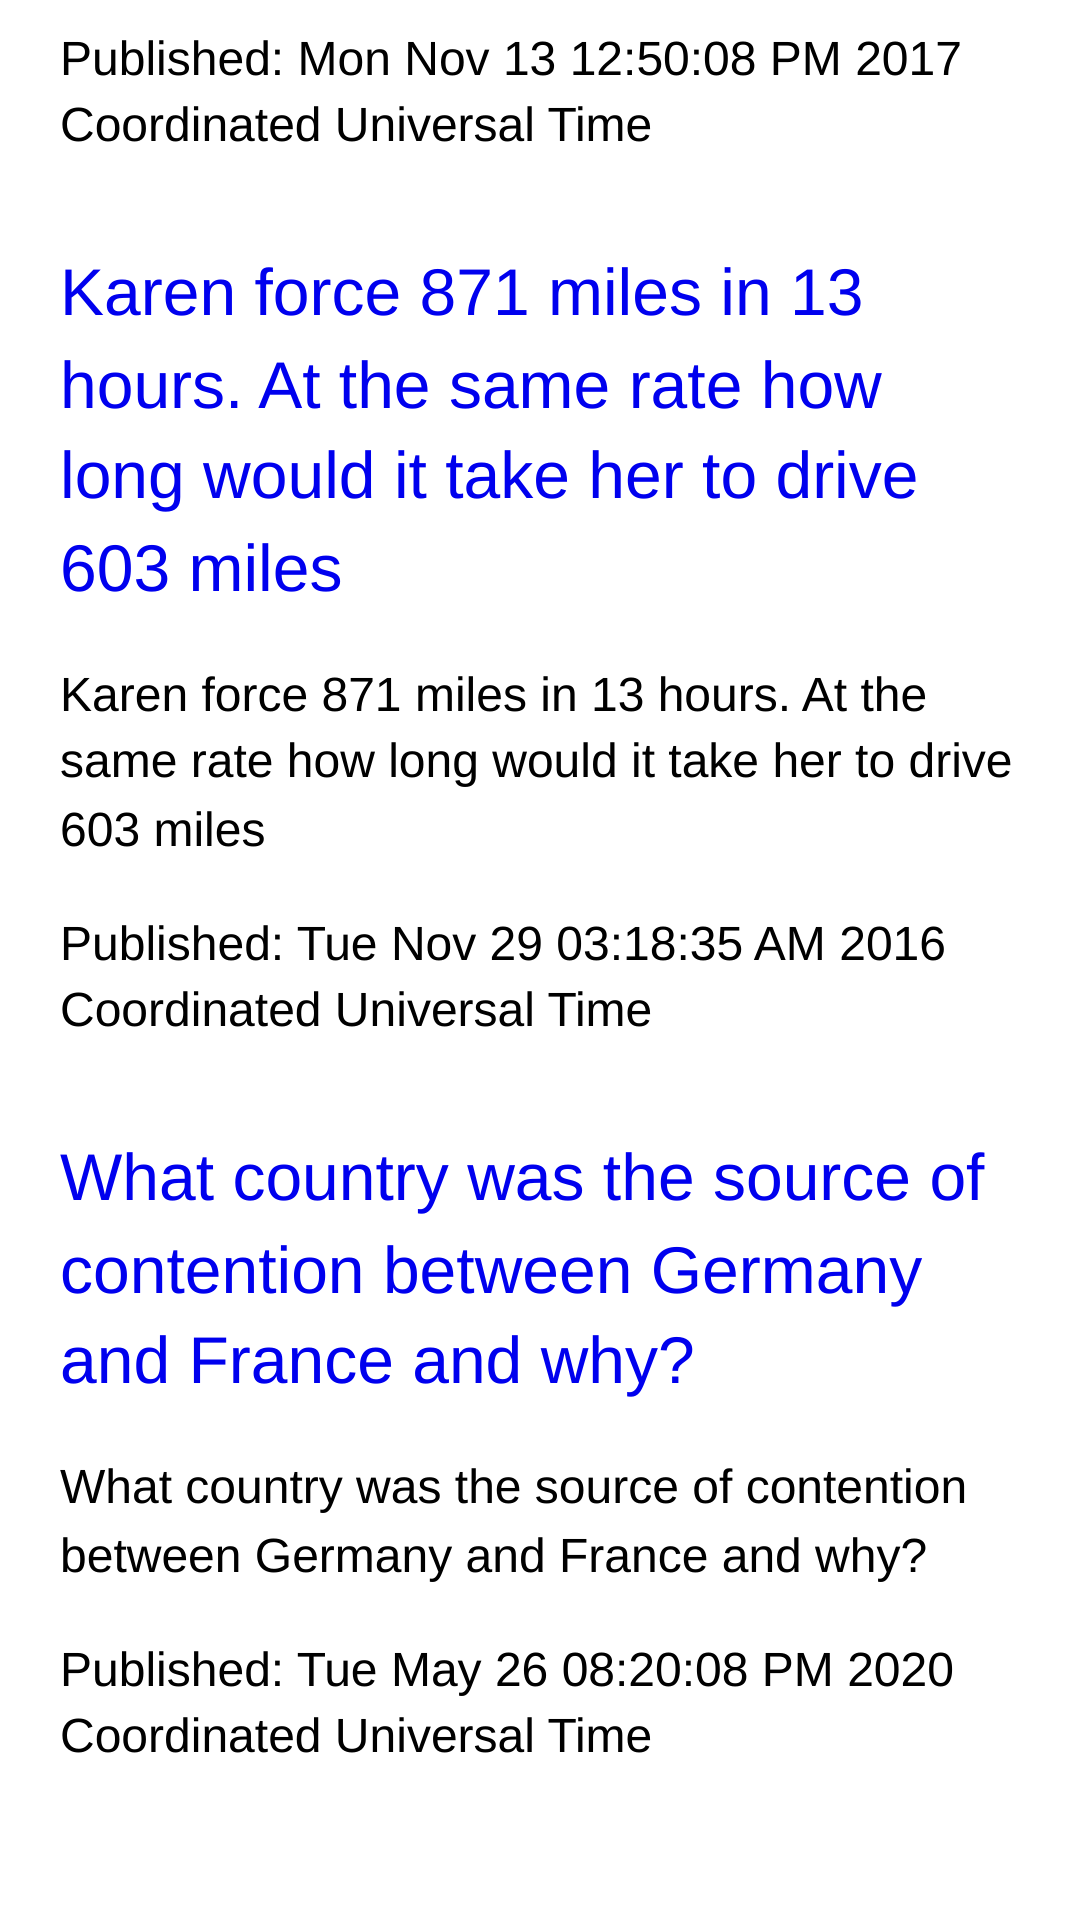 Published: Mon Nov 13 12:50:08 PM 2017
Coordinated Universal Time
Karen force 871 miles in 13
hours. At the same rate how
long would it take her to drive
603 miles
Karen force 871 miles in 13 hours. At the
same rate how long would it take her to drive
603 miles
Published: Tue Nov 29 03:18:35 AM 2016
Coordinated Universal Time
What country was the source of
contention between Germany
and France and why?
What country was the source of contention
between Germany and France and why?
Published: Tue May 26 08:20:08 PM 2020
Coordinated Universal Time